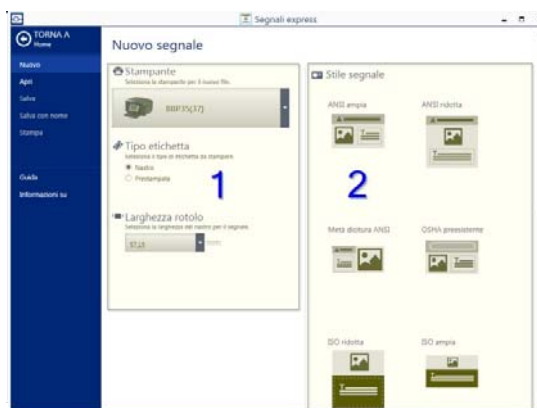 Segnali express
TORNA A
Home
Nuovo
Apri
Salva
Salva con nome
Stampa
Guida
Informazioni su
Nuovo segnale
Stampante
Seleziona la stampante per il nuovo file.
BBP35(37)
Tipo etichetta
Seleziona il tipo di etichetta da stampare.
Nastro
Prestampata
1
Larghezza rotolo
Seleziona la larghezza del nastro per il segnale.
57,15
Stile segnale
ANSI ampia
ANSI ridotta
2
Metà dicitura ANSI
OSHA preesistente
ISO ridotta
ISO ampia